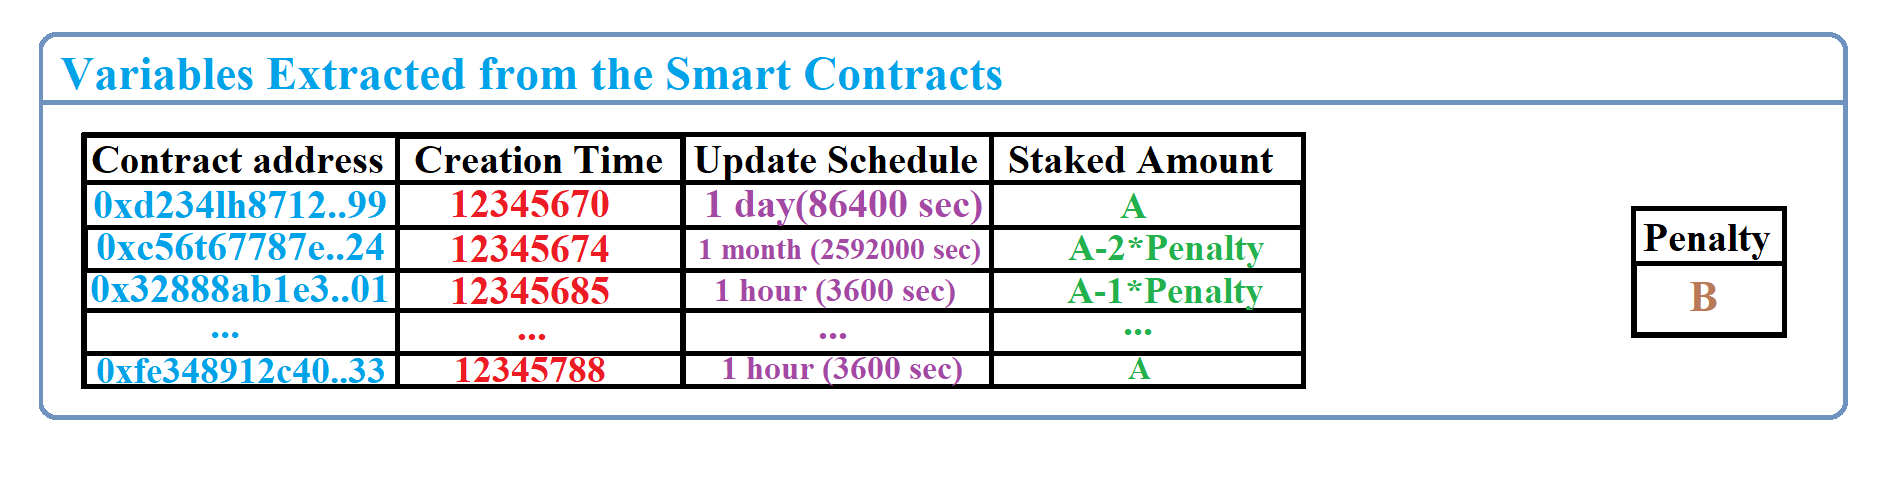 Variables Extracted from the Smart Contracts
Contract address Creation Time Update Schedule Staked Amount
0xd234lh8712..99 12345670 1 day(86400 sec) A
0xc56t67787e..24 12345674 1 month (2592000 sec) A-2*Penalty
0x32888ab1e3..01 12345685 1 hour (3600 sec) A-1*Penalty
... ... ... ...
0xfe348912c40..33 12345788 1 hour (3600 sec) A
Penalty
B